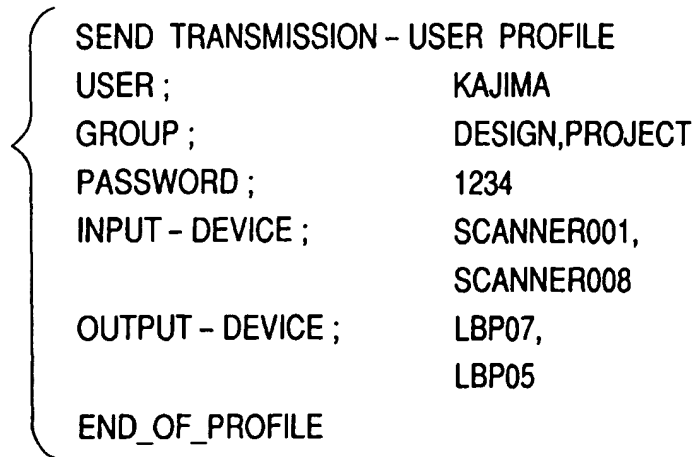 SEND TRANSMISSION - USER PROFILE
USER ; KAJIMA
GROUP ; DESIGN,PROJECT
PASSWORD ; 1234
INPUT - DEVICE ; SCANNER001,
SCANNER008
OUTPUT - DEVICE ; LBP07,
LBP05
END_OF_PROFILE